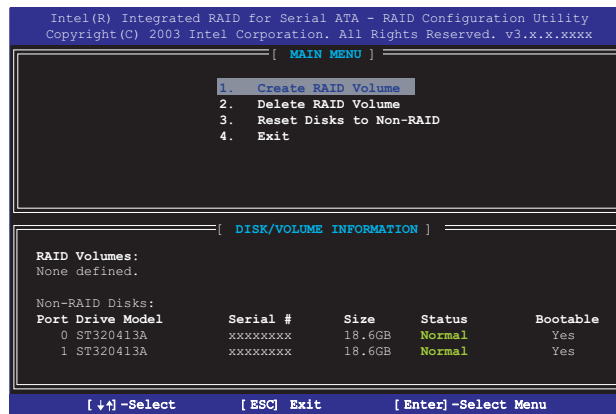 Intel(R) Integrated RAID for Serial ATA - RAID Configuration Utility
Copyright(C) 2003 Intel Corporation. All Rights Reserved. v3.x.x.xxxx
[ MAIN MENU ]
1. Create RAID Volume
2. Delete RAID Volume
3. Reset Disks to Non-RAID
4. Exit
[ DISK/VOLUME INFORMATION ]
RAID Volumes:
None defined.
Non-RAID Disks:
Port Drive Model Serial # Size Status Bootable
0 ST320413A xxxxxxxx 18.6GB Normal Yes
1 ST320413A xxxxxxxx 18.6GB Normal Yes
[↓↑]-Select [ESC] Exit [Enter]-Select Menu